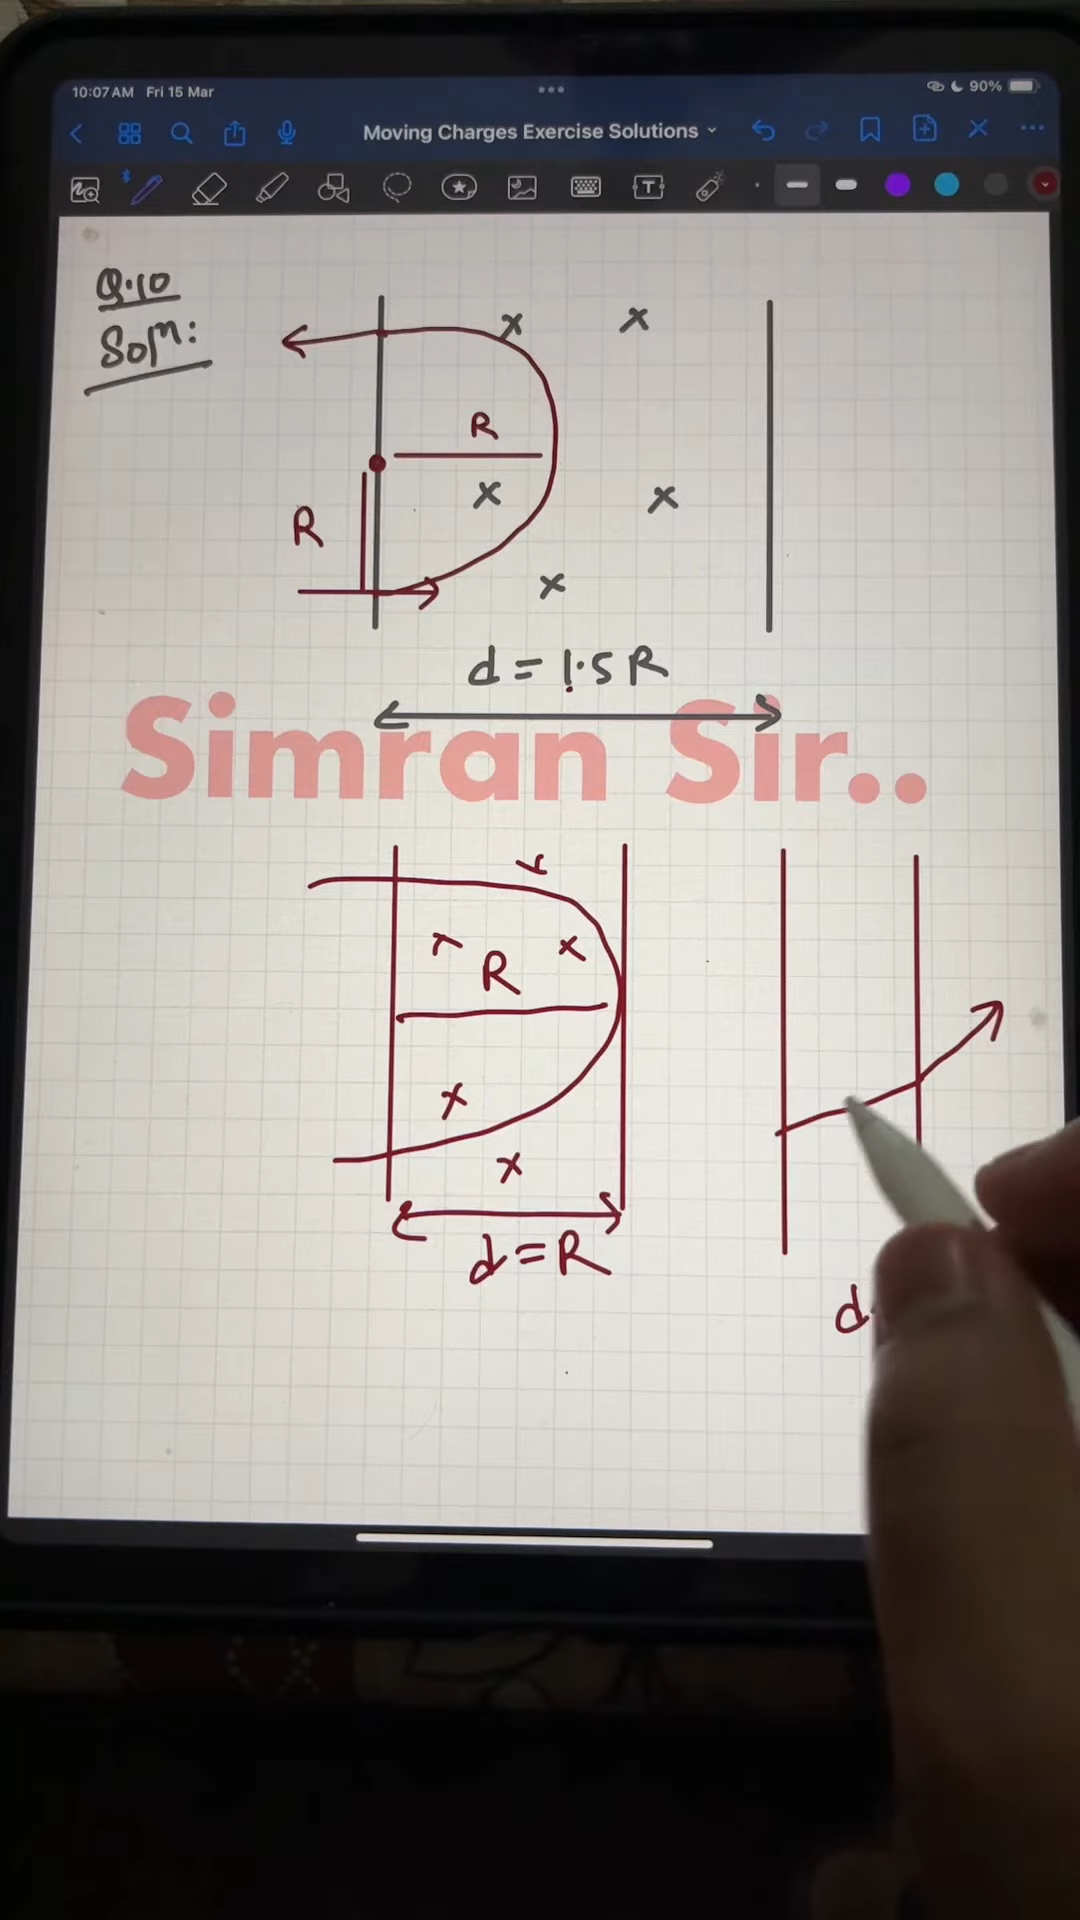 10:07 AM Fri 15 Mar
90%
Moving Charges Exercise Solutions
T
Q.10
Solⁿ:
x x
R
x x
R
x
d = 1.5 R
Simran Sir..
x
x x
R
x
x
d = R
d